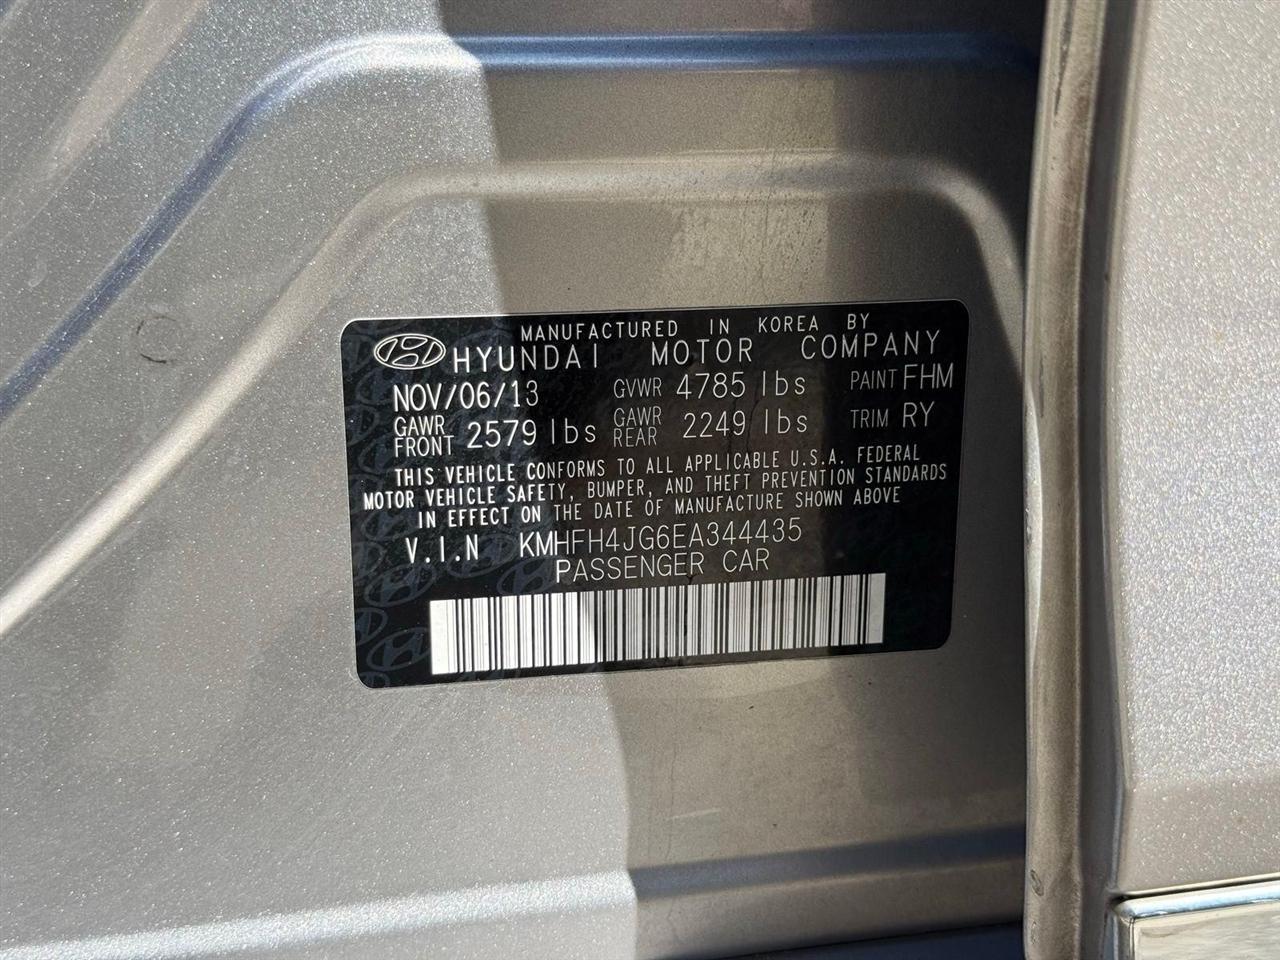 MANUFACTURED IN KOREA BY
HYUNDAI MOTOR COMPANY
NOV/06/13 GVWR 4785 lbs PAINT FHM
GAWR FRONT 2579 lbs GAWR REAR 2249 lbs TRIM RY
THIS VEHICLE CONFORMS TO ALL APPLICABLE U.S.A. FEDERAL
MOTOR VEHICLE SAFETY, BUMPER, AND THEFT PREVENTION STANDARDS
IN EFFECT ON THE DATE OF MANUFACTURE SHOWN ABOVE
V.I.N KMHFH4JG6EA344435
PASSENGER CAR